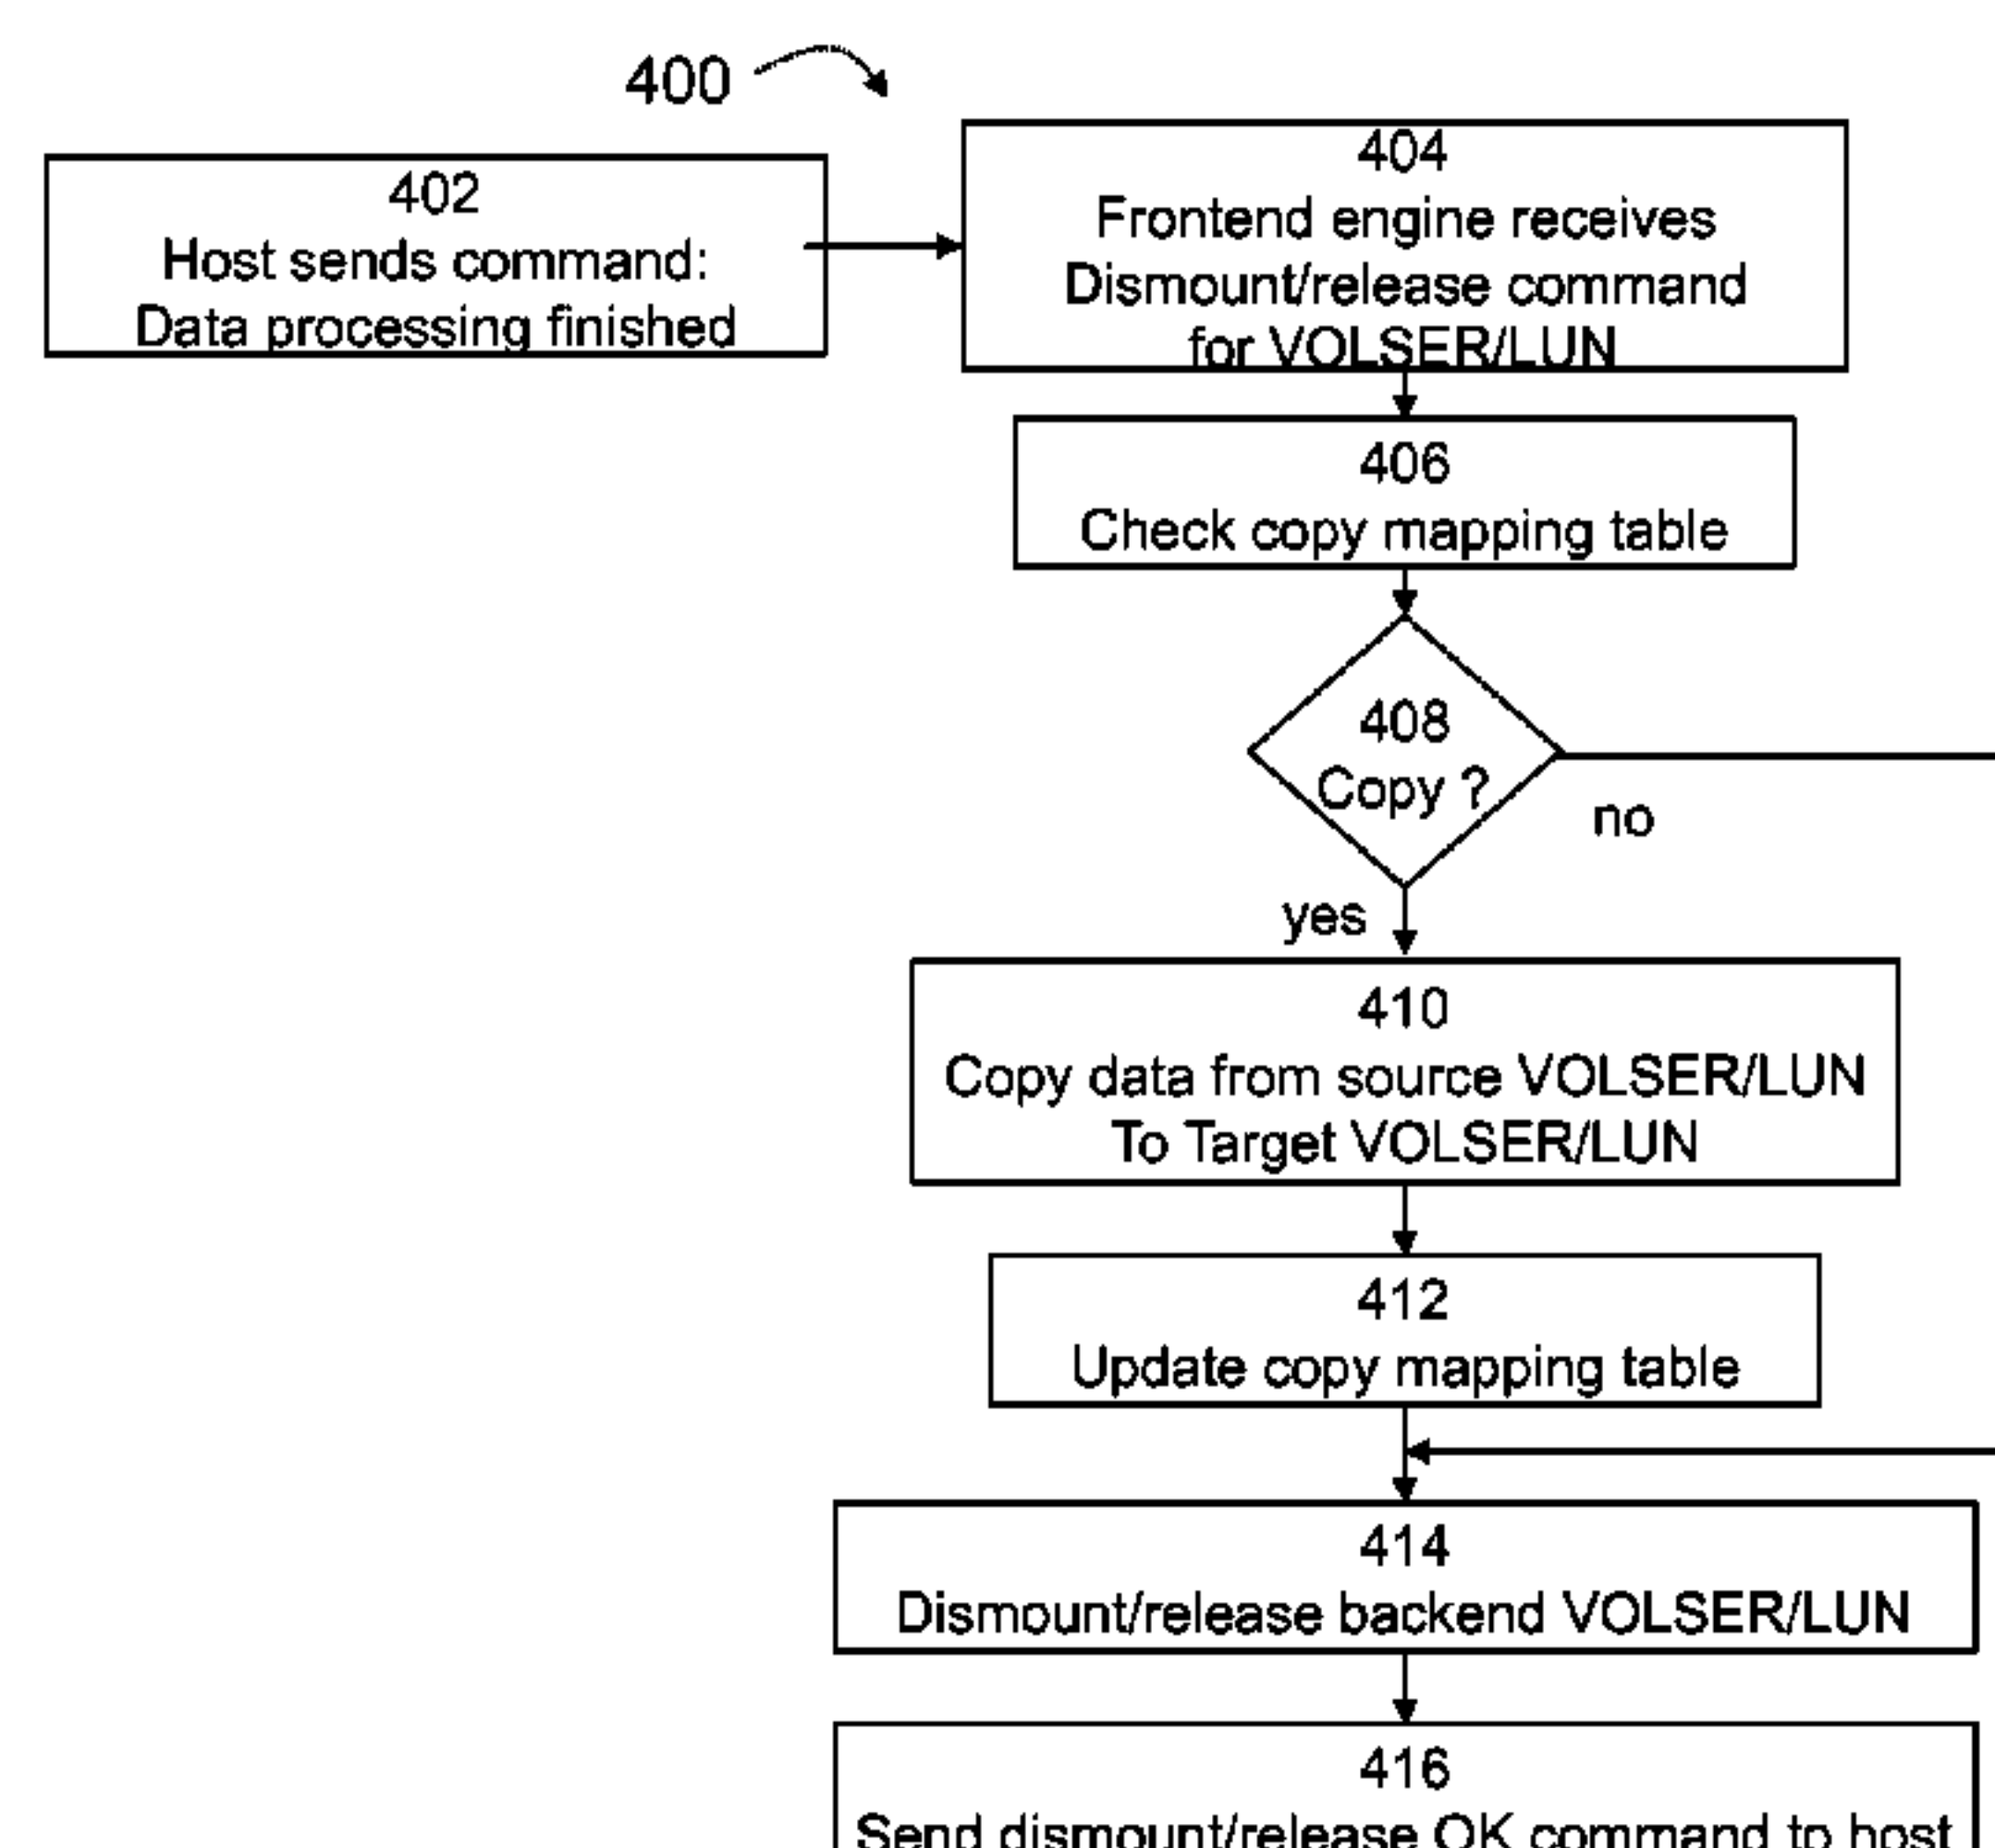 400
402
Host sends command:
Data processing finished
404
Frontend engine receives
Dismount/release command
for VOLSER/LUN
406
Check copy mapping table
408
Copy ?
no
yes
410
Copy data from source VOLSER/LUN
To Target VOLSER/LUN
412
Update copy mapping table
414
Dismount/release backend VOLSER/LUN
416
Send dismount/release OK command to host